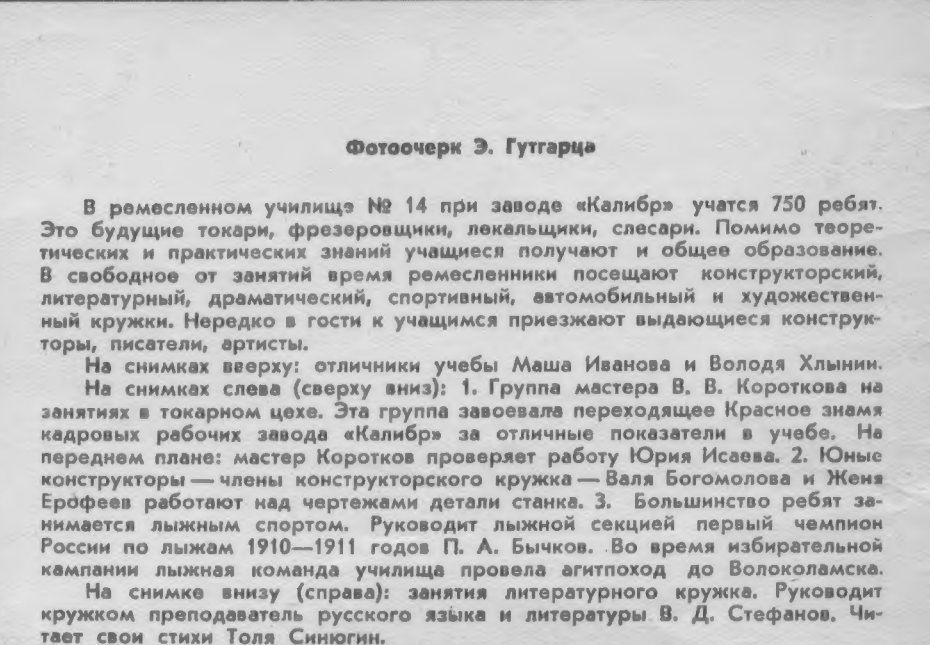 Фотоочерк Э. Гутгарца
В ремесленном училище № 14 при заводе «Калибр» учатся 750 ребят.
Это будущие токари, фрезеровщики, лекальщики, слесари. Помимо теоре-
тических и практических знаний учащиеся получают и общее образование.
В свободное от занятий время ремесленники посещают конструкторский,
литературный, драматический, спортивный, автомобильный и художествен-
ный кружки. Нередко в гости к учащимся приезжают выдающиеся конструк-
торы, писатели, артисты.
На снимках вверху: отличники учебы Маша Иванова и Володя Хлынин.
На снимках слева (сверху вниз): 1. Группа мастера В. В. Короткова на
занятиях в токарном цехе. Эта группа завоевала переходящее Красное знамя
кадровых рабочих завода «Калибр» за отличные показатели в учебе. На
переднем плане: мастер Коротков проверяет работу Юрия Исаева. 2. Юные
конструкторы — члены конструкторского кружка — Валя Богомолова и Женя
Ерофеев работают над чертежами детали станка. 3. Большинство ребят за-
нимается лыжным спортом. Руководит лыжной секцией первый чемпион
России по лыжам 1910—1911 годов П. А. Бычков. Во время избирательной
кампании лыжная команда училища провела агитпоход до Волоколамска.
На снимке внизу (справа): занятия литературного кружка. Руководит
кружком преподаватель русского языка и литературы В. Д. Стефанов. Чи-
тает свои стихи Толя Синюгин.